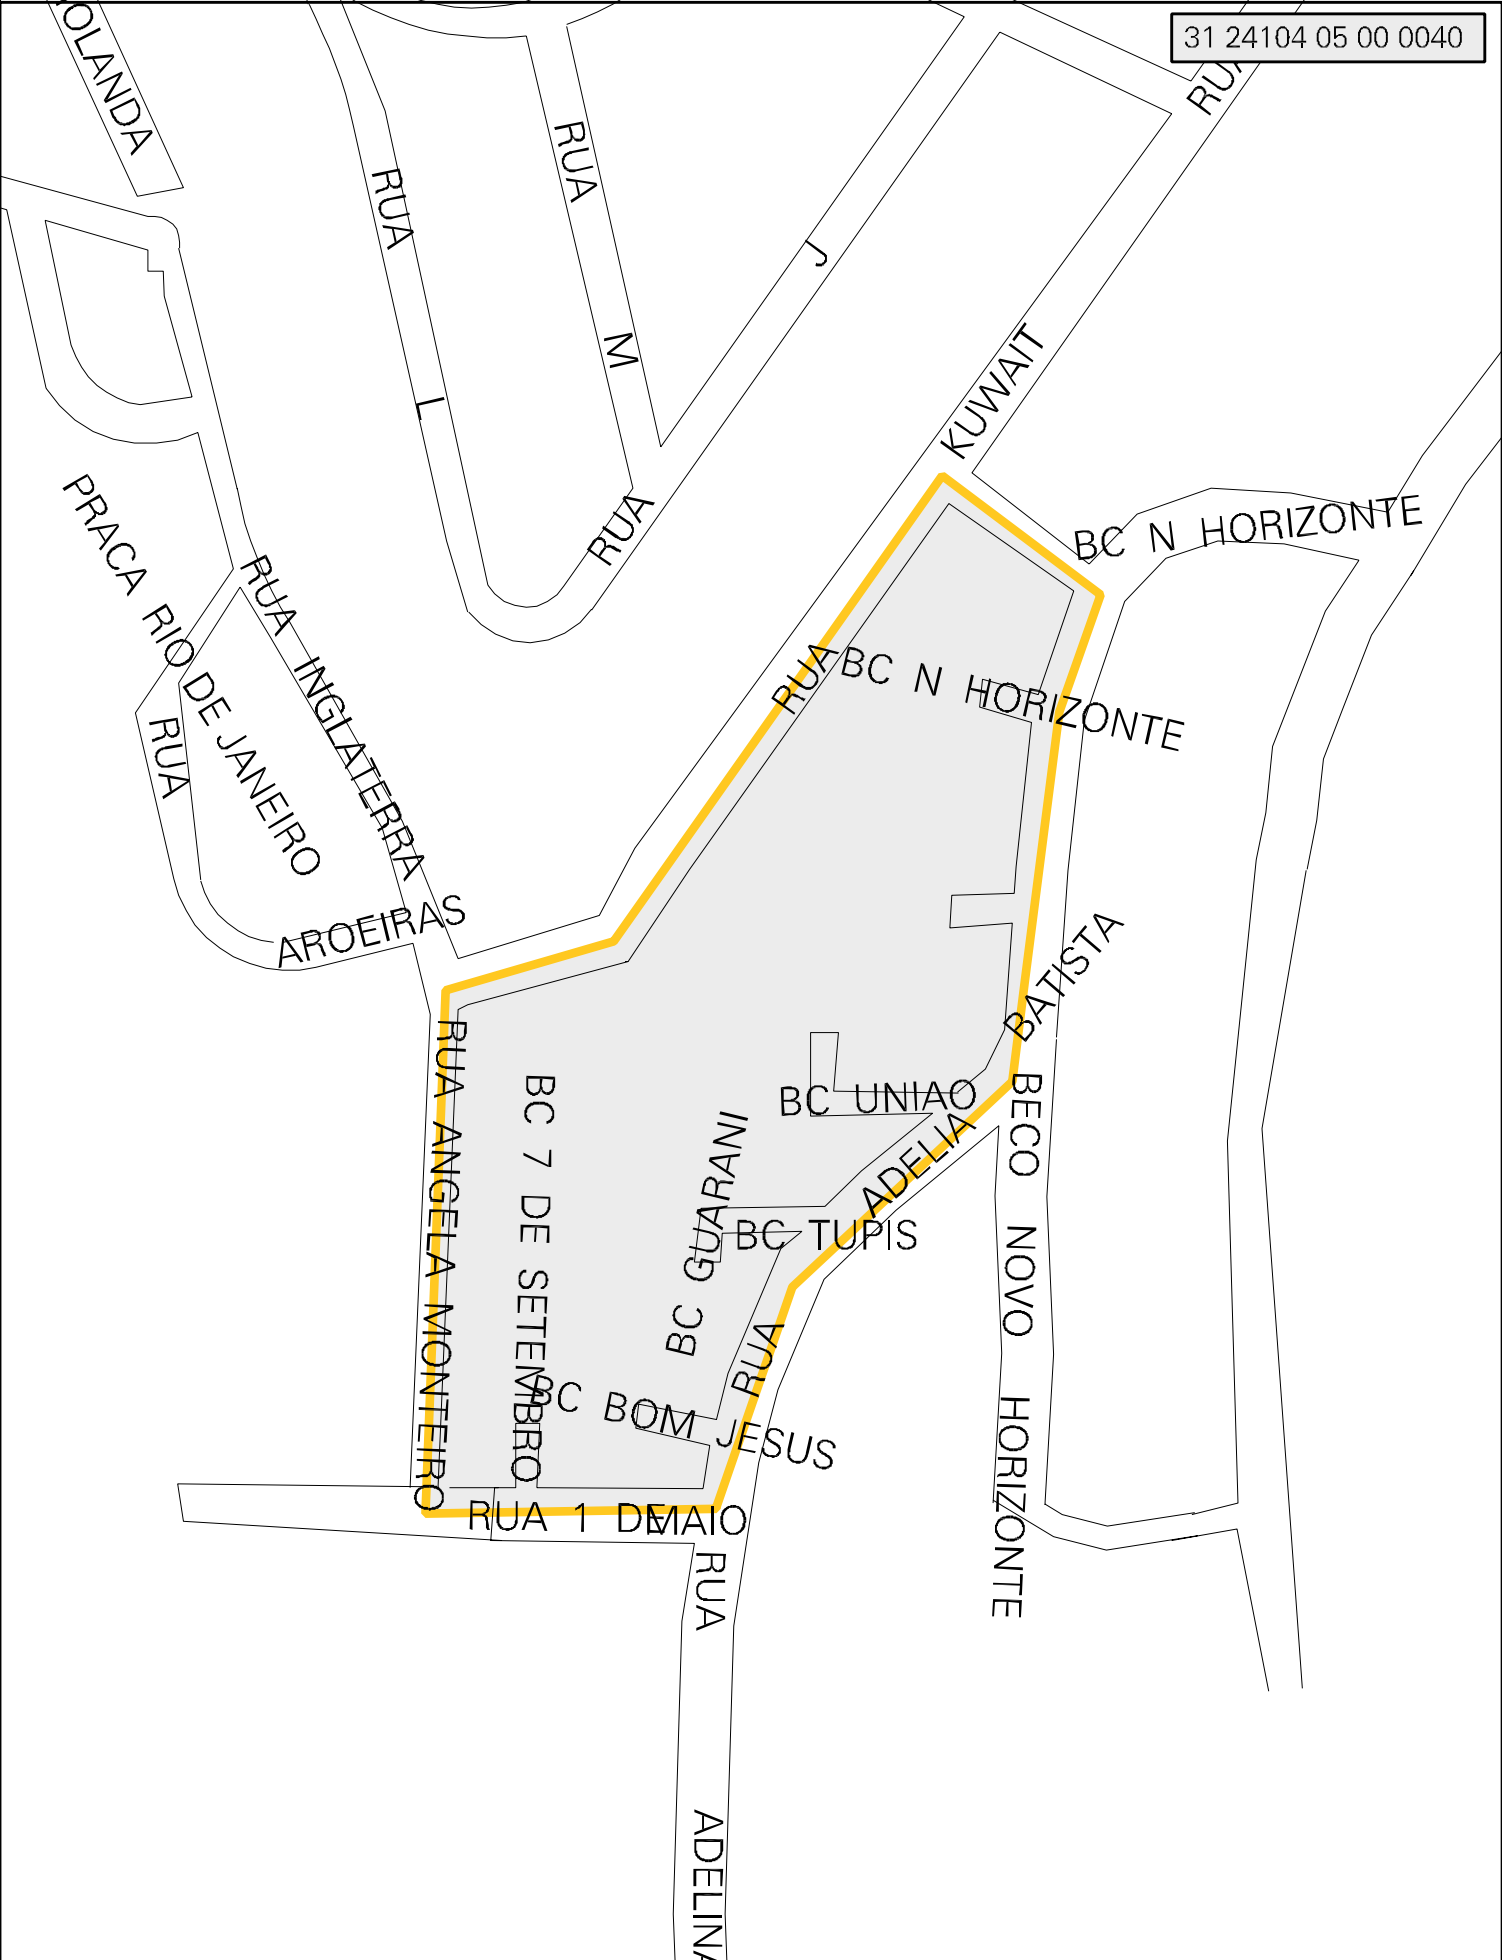 31 24104 05 00 0040
OLANDA
RUA
RUA L
RUA M
RUA J
RUA KUWAIT
PRACA RIO DE JANEIRO
RUA INGLATERRA
RUA AROEIRAS
BC N HORIZONTE
BC N HORIZONTE
RUA ADELIA BATISTA
RUA ANGELA MONTEIRO
BC 7 DE SETEMBRO
BC GUARANI
BC UNIAO
BC TUPIS
BC BOM JESUS
BECO NOVO HORIZONTE
RUA 1 DE MAIO
RUA ADELINA